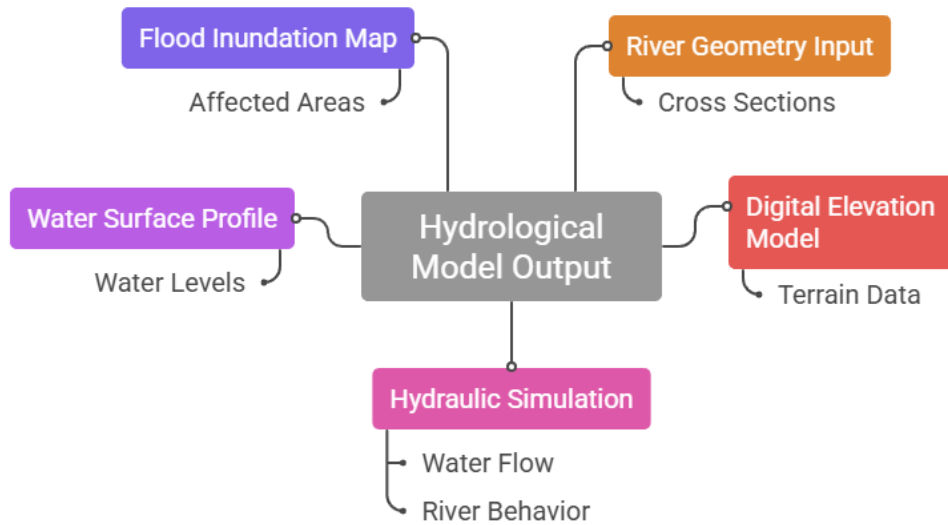 Flood Inundation Map
Affected Areas
River Geometry Input
Cross Sections
Water Surface Profile
Water Levels
Hydrological
Model Output
Digital Elevation
Model
Terrain Data
Hydraulic Simulation
Water Flow
River Behavior